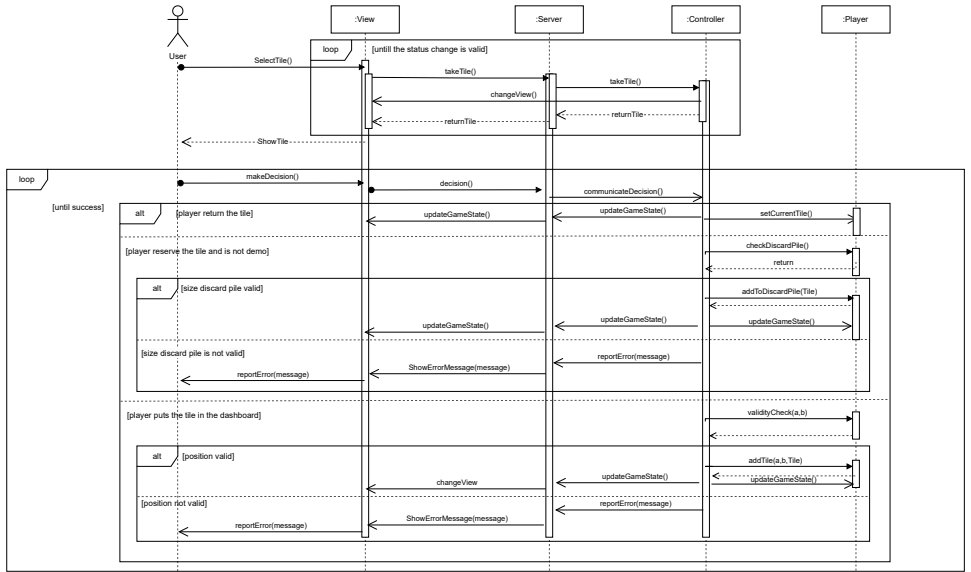 :View
:Server
:Controller
:Player
User
loop
[untill the status change is valid]
SelectTile()
takeTile()
takeTile()
changeView()
returnTile
returnTile
ShowTile
loop
makeDecision()
decision()
communicateDecision()
[until success]
alt
[player return the tile]
updateGameState()
updateGameState()
setCurrentTile()
[player reserve the tile and is not demo]
checkDiscardPile()
return
alt
[size discard pile valid]
addToDiscardPile(Tile)
updateGameState()
updateGameState()
updateGameState()
[size discard pile is not valid]
reportError(message)
ShowErrorMessage(message)
reportError(message)
[player puts the tile in the dashboard]
validityCheck(a,b)
alt
[position valid]
addTile(a,b,Tile)
updateGameState()
updateGameState()
changeView
[position not valid]
reportError(message)
ShowErrorMessage(message)
reportError(message)